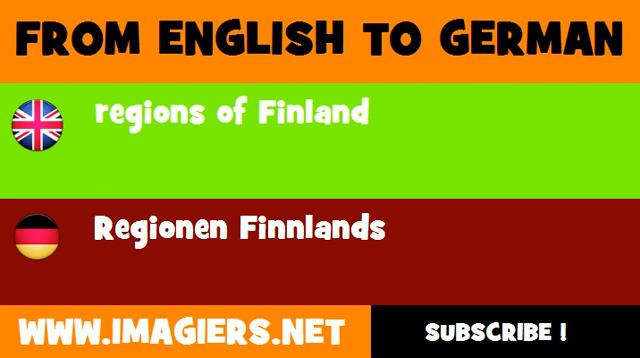 FROM ENGLISH TO GERMAN
regions of Finland
Regionen Finnlands
WWW.IMAGIERS.NET
SUBSCRIBE !